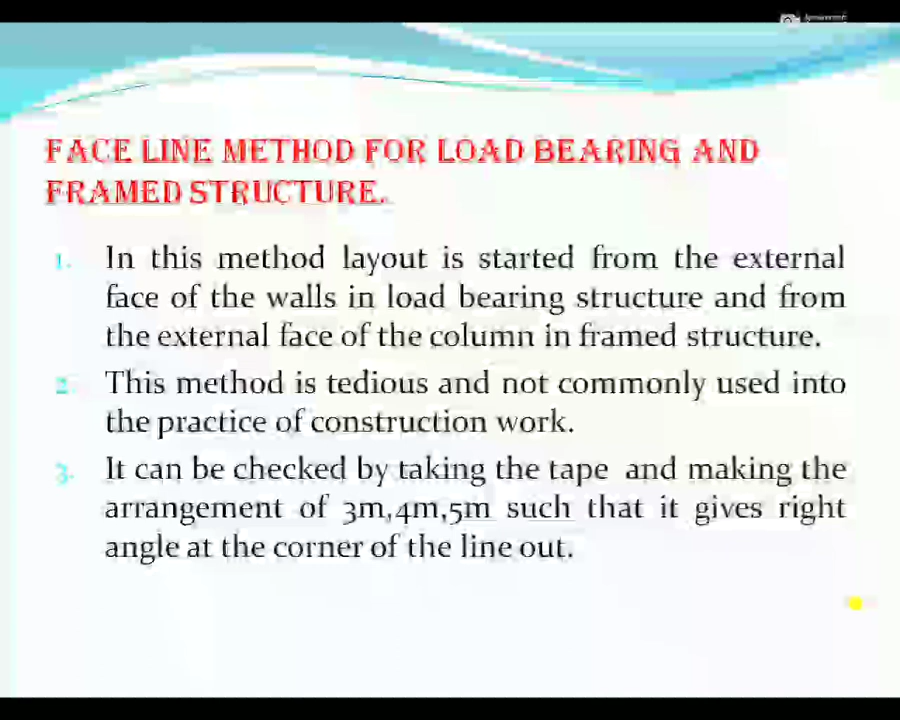 FACE LINE METHOD FOR LOAD BEARING AND
FRAMED STRUCTURE.
1. In this method layout is started from the external
face of the walls in load bearing structure and from
the external face of the column in framed structure.
2. This method is tedious and not commonly used into
the practice of construction work.
3. It can be checked by taking the tape and making the
arrangement of 3m,4m,5m such that it gives right
angle at the corner of the line out.